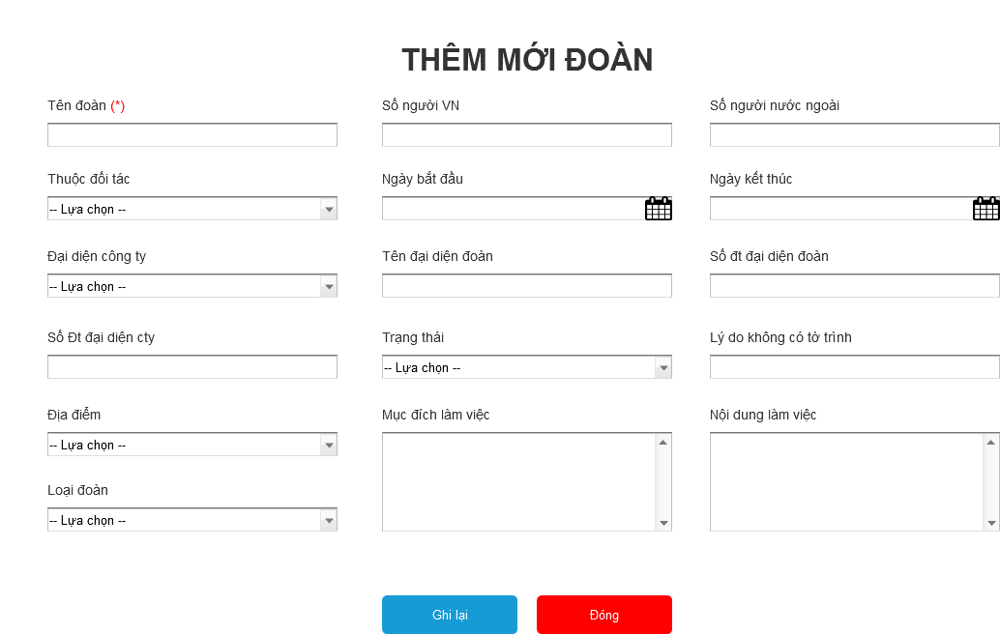 THÊM MỚI ĐOÀN
Tên đoàn (*)
Số người VN
Số người nước ngoài
Thuộc đối tác
Ngày bắt đầu
Ngày kết thúc
-- Lựa chọn --
Đại diện công ty
Tên đại diện đoàn
Số đt đại diện đoàn
-- Lựa chọn --
Số Đt đại diện cty
Trạng thái
Lý do không có tờ trình
-- Lựa chọn --
Địa điểm
Mục đích làm việc
Nội dung làm việc
-- Lựa chọn --
Loại đoàn
-- Lựa chọn --
Ghi lại
Đóng